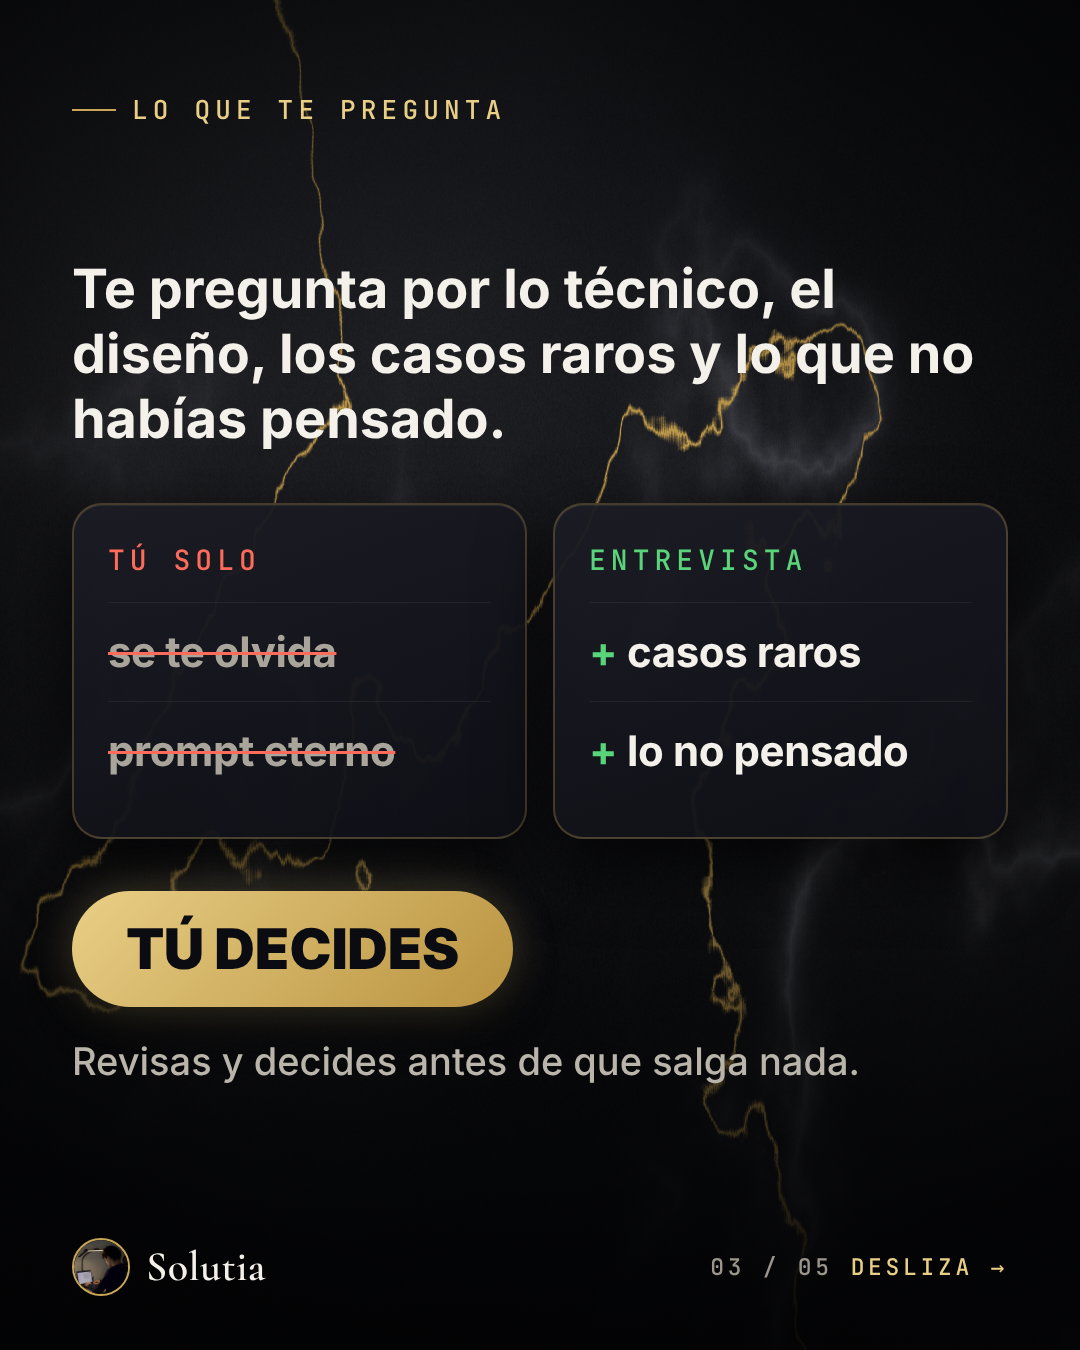 LO QUE TE PREGUNTA
Te pregunta por lo técnico, el
diseño, los casos raros y lo que no
habías pensado.
TÚ SOLO
se te olvida
prompt eterno
ENTREVISTA
+ casos raros
+ lo no pensado
TÚ DECIDES
Revisas y decides antes de que salga nada.
Solutia
03 / 05 DESLIZA →